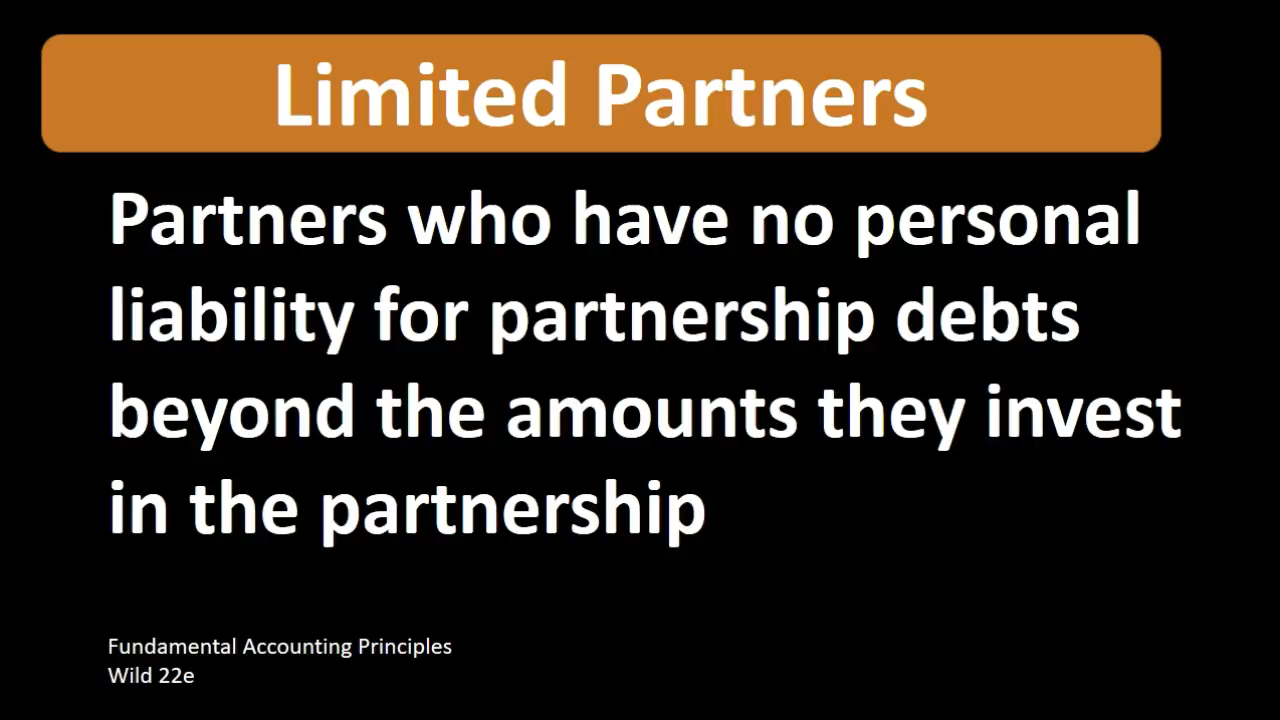 Limited Partners
Partners who have no personal
liability for partnership debts
beyond the amounts they invest
in the partnership
Fundamental Accounting Principles
Wild 22e